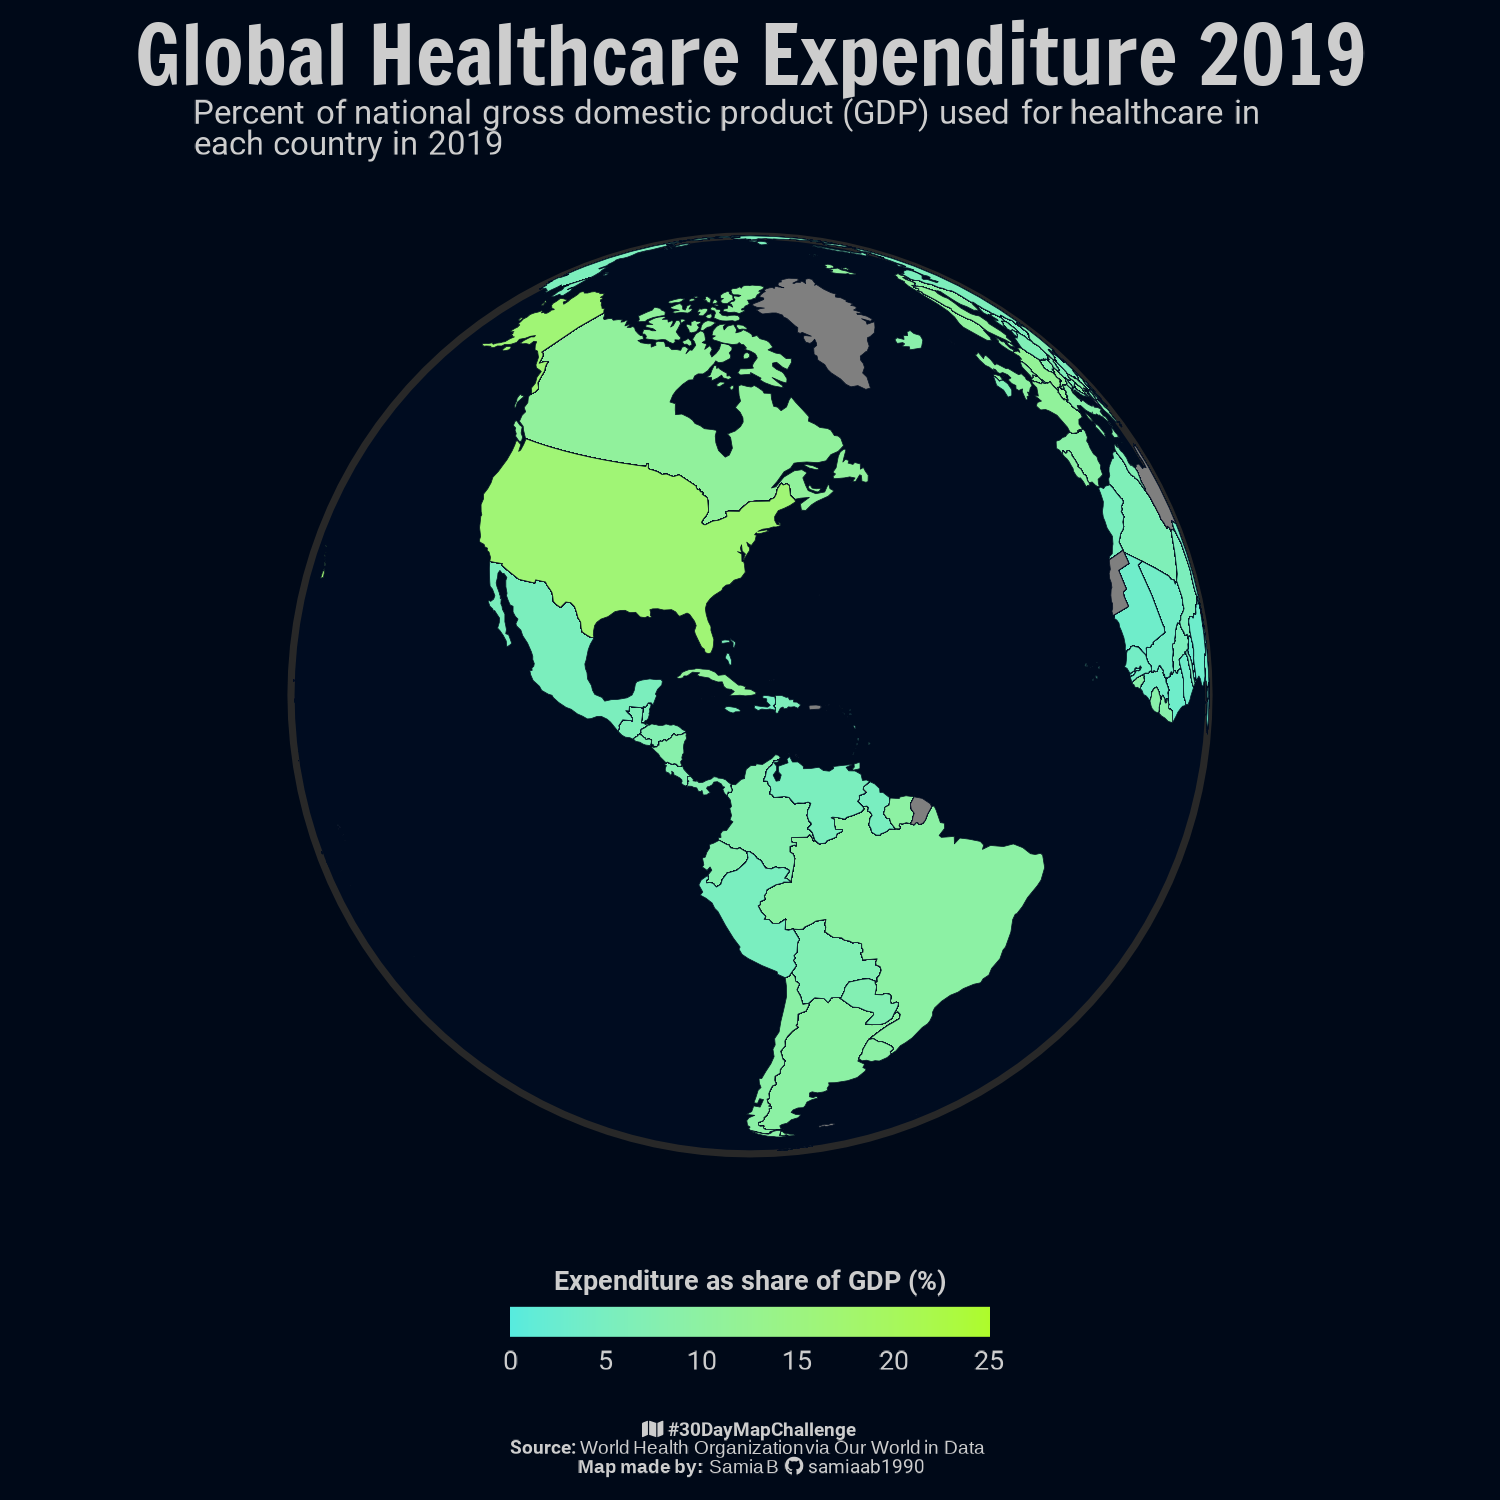 Global Healthcare Expenditure 2019
Percent of national gross domestic product (GDP) used for healthcare in
each country in 2019
Expenditure as share of GDP (%)
0 5 10 15 20 25
#30DayMapChallenge
Source: World Health Organization via Our World in Data
Map made by: Samia B samiaab1990